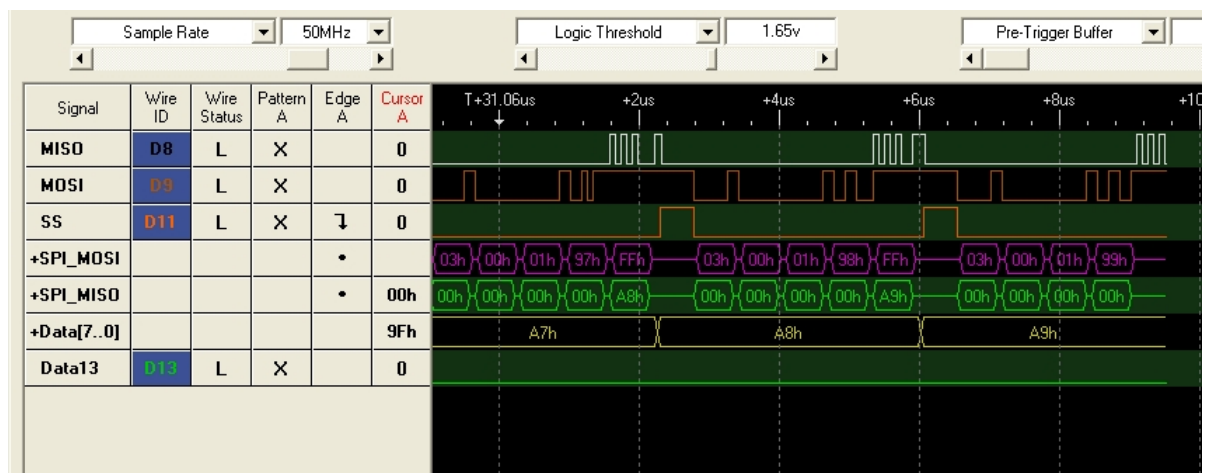 Sample Rate 50MHz Logic Threshold 1.65v Pre-Trigger Buffer
Signal Wire ID Wire Status Pattern A Edge A Cursor A T+31.06us +2us +4us +6us +8us +10
MISO D8 L X 0
MOSI D9 L X 0
SS D11 L X 0
+SPI_MOSI 03h 00h 01h 97h FFh 03h 00h 01h 98h FFh 03h 00h 01h 99h
+SPI_MISO 00h 00h 00h 00h 00h A8h 00h 00h 00h 00h A9h 00h 00h 00h 00h
+Data[7..0] 9Fh A7h A8h A9h
Data13 D13 L X 0